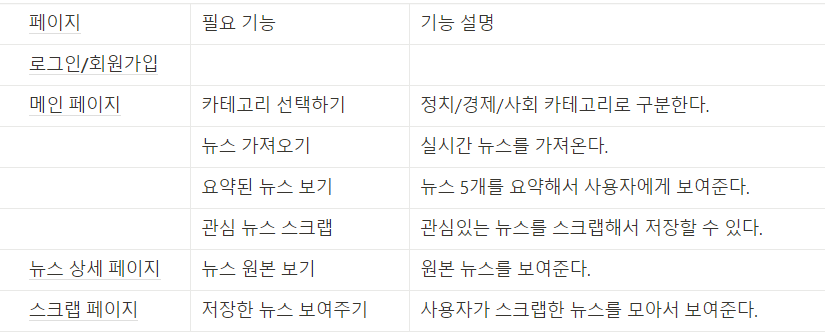 페이지 필요 기능 기능 설명
로그인/회원가입
메인 페이지 카테고리 선택하기 정치/경제/사회 카테고리로 구분한다.
뉴스 가져오기 실시간 뉴스를 가져온다.
요약된 뉴스 보기 뉴스 5개를 요약해서 사용자에게 보여준다.
관심 뉴스 스크랩 관심있는 뉴스를 스크랩해서 저장할 수 있다.
뉴스 상세 페이지 뉴스 원본 보기 원본 뉴스를 보여준다.
스크랩 페이지 저장한 뉴스 보여주기 사용자가 스크랩한 뉴스를 모아서 보여준다.